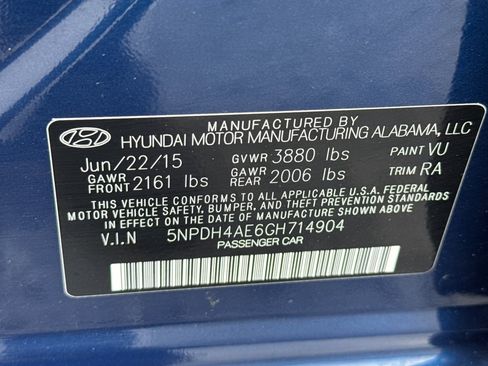 MANUFACTURED BY
HYUNDAI MOTOR MANUFACTURING ALABAMA, LLC
Jun/22/15 GVWR 3880 lbs PAINT VU
GAWR FRONT 2161 lbs GAWR REAR 2006 lbs TRIM RA
THIS VEHICLE CONFORMS TO ALL APPLICABLE U.S.A. FEDERAL
MOTOR VEHICLE SAFETY, BUMPER, AND THEFT PREVENTION STANDARDS
IN EFFECT ON THE DATE OF MANUFACTURE SHOWN ABOVE
V.I.N 5NPDH4AE6GH714904
PASSENGER CAR